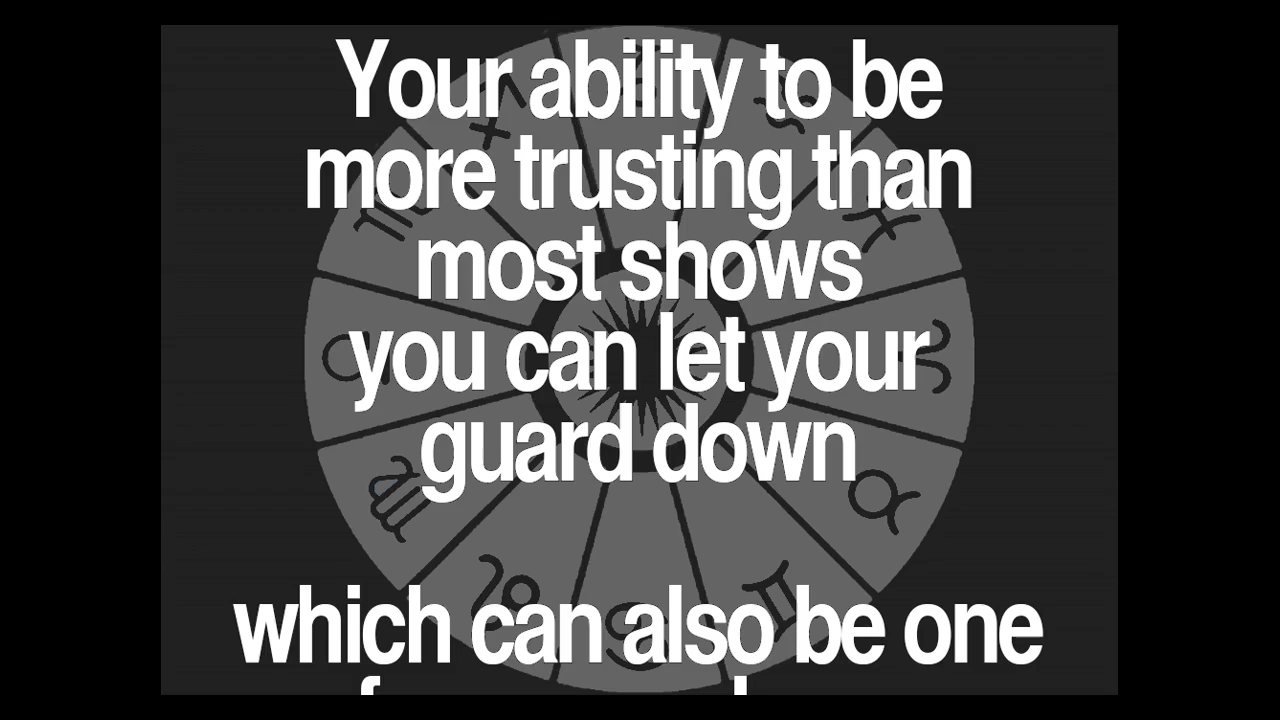 Your ability to be
more trusting than
most shows
you can let your
guard down
which can also be one